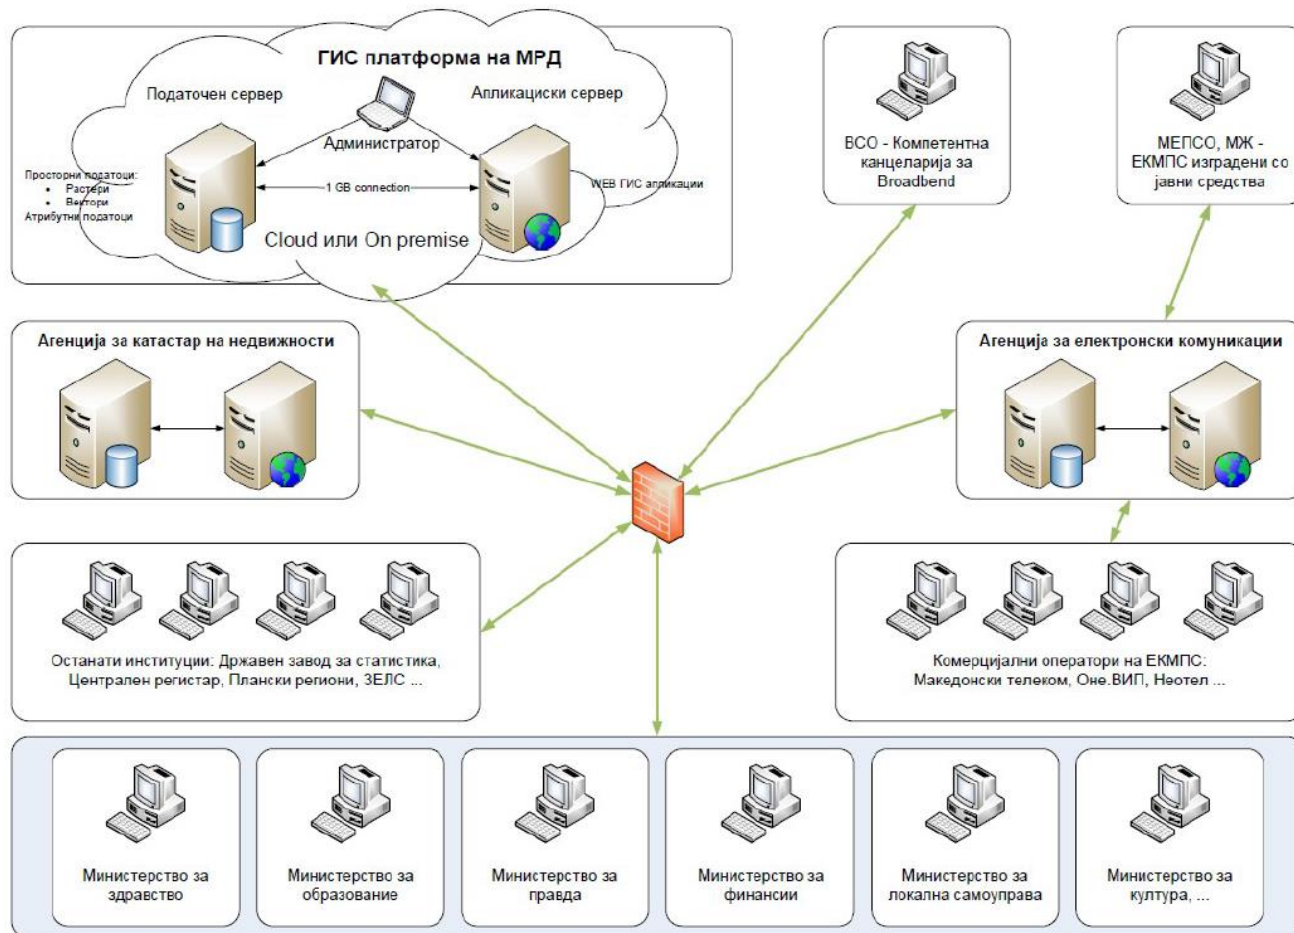 ГИС платформа на МРД
Податочен сервер
Апликациски сервер
Администратор
Просторни податоци:
• Растери
• Вектори
Атрибутни податоци
1 GB connection
WEB ГИС апликации
Cloud или On premise
ВСО - Компетентна
канцеларија за
Broadbend
МЕПСО, МЖ -
ЕКМПС изградени со
јавни средства
Агенција за катастар на недвижности
Агенција за електронски комуникации
Останати институции: Државен завод за статистика,
Централен регистар, Плански региони, ЗЕЛС ...
Комерцијални оператори на ЕКМПС:
Македонски телеком, Оне.ВИП, Неотел ...
Министерство за
здравство
Министерство за
образование
Министерство за
правда
Министерство за
финансии
Министерство за
локална самоуправа
Министерство за
култура, ...